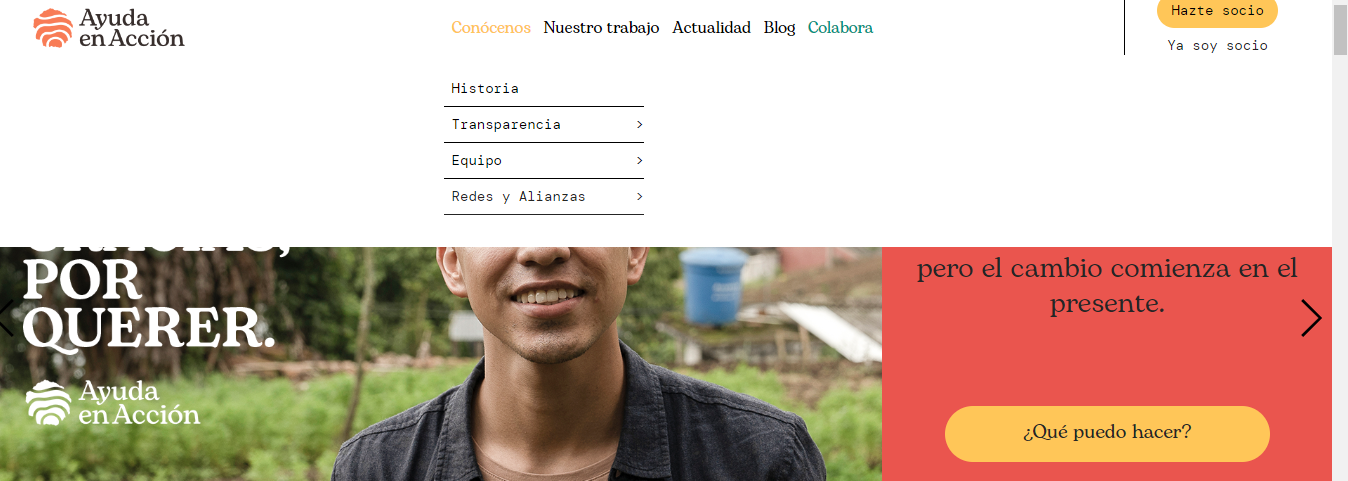 Ayuda
en Acción
Conócenos Nuestro trabajo Actualidad Blog Colabora
Hazte socio
Ya soy socio
Historia
Transparencia >
Equipo >
Redes y Alianzas >
POR
QUERER.
Ayuda
en Acción
pero el cambio comienza en el
presente.
¿Qué puedo hacer?